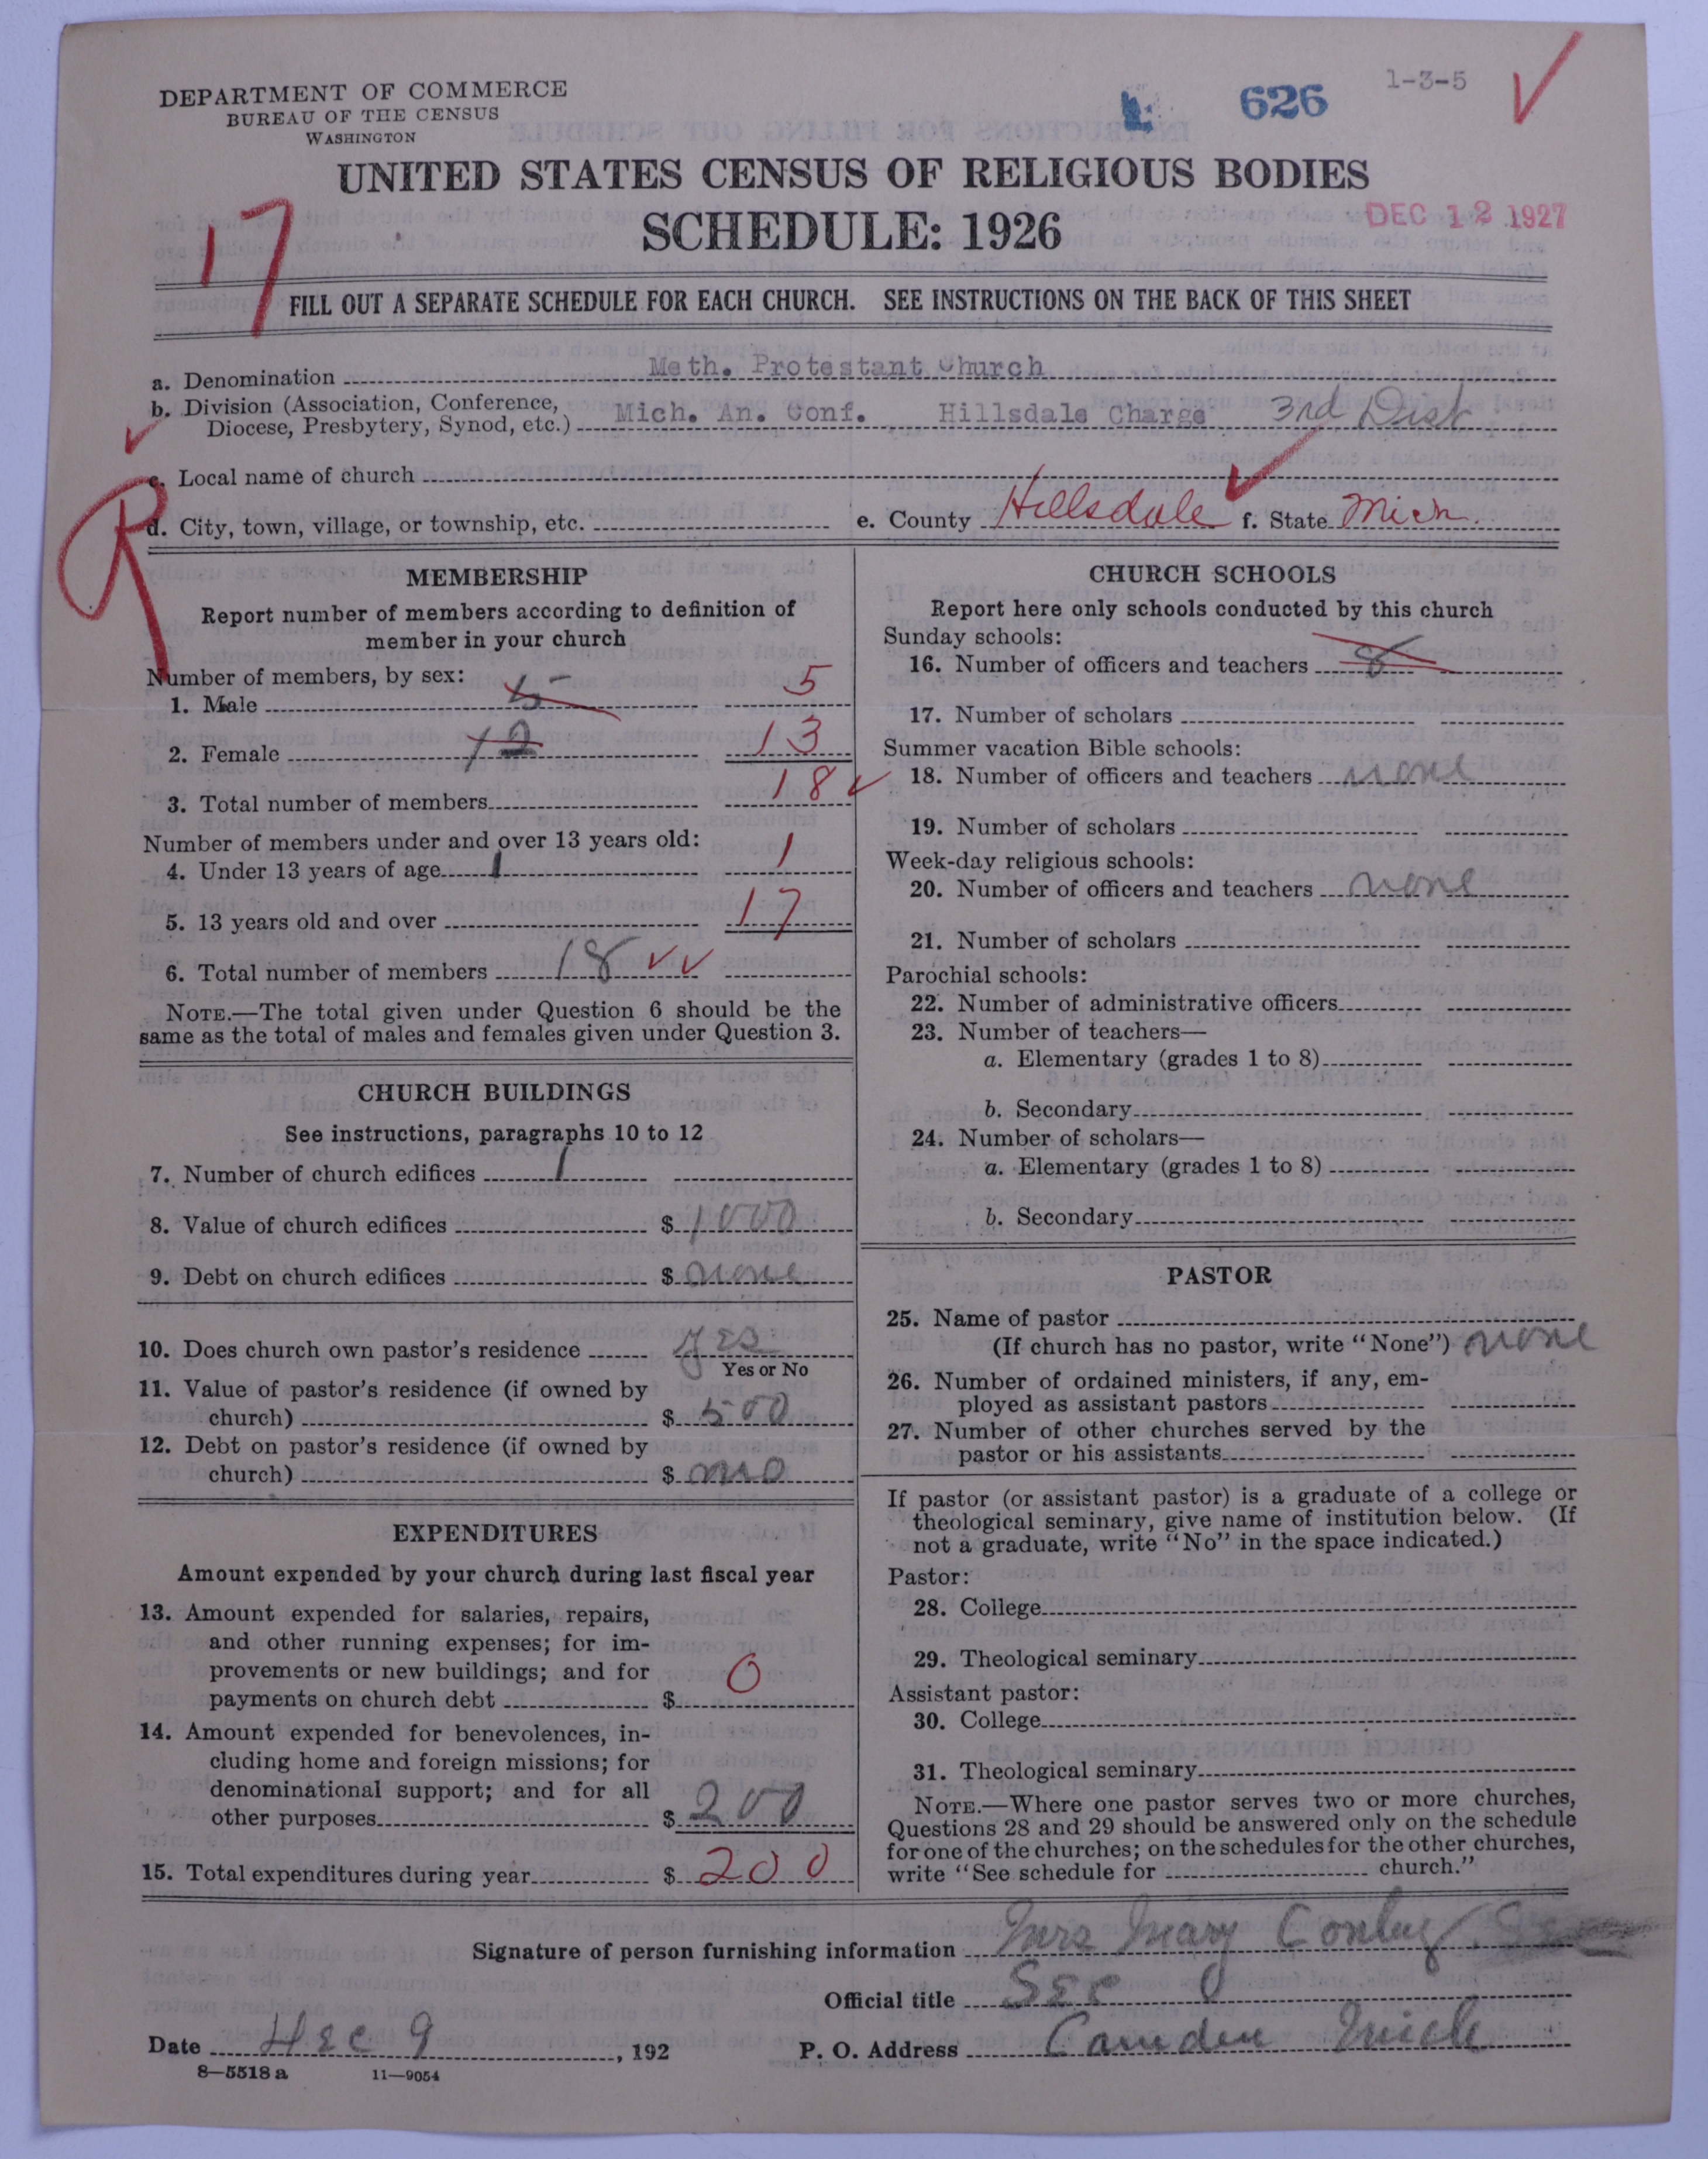 DEPARTMENT OF COMMERCE
BUREAU OF THE CENSUS
WASHINGTON
626
1-3-5
UNITED STATES CENSUS OF RELIGIOUS BODIES
SCHEDULE: 1926
DEC 12 1927
17
FILL OUT A SEPARATE SCHEDULE FOR EACH CHURCH. SEE INSTRUCTIONS ON THE BACK OF THIS SHEET
a. Denomination Meth. Protestant Church
b. Division (Association, Conference,
Diocese, Presbytery, Synod, etc.) Mich. An. Conf. Hillsdale Charge 3rd Dist
c. Local name of church
R
d. City, town, village, or township, etc. e. County Hillsdale f. State Mich.
MEMBERSHIP
Report number of members according to definition of
member in your church
Number of members, by sex:
1. Male 5 5
2. Female 12 13
3. Total number of members 18
Number of members under and over 13 years old:
4. Under 13 years of age 1 1
5. 13 years old and over 17
6. Total number of members 18
NOTE.—The total given under Question 6 should be the
same as the total of males and females given under Question 3.
CHURCH BUILDINGS
See instructions, paragraphs 10 to 12
7. Number of church edifices 1
8. Value of church edifices $ 1000
9. Debt on church edifices $ none
10. Does church own pastor's residence yes
Yes or No
11. Value of pastor's residence (if owned by
church) $ 500
12. Debt on pastor's residence (if owned by
church) $ no
EXPENDITURES
Amount expended by your church during last fiscal year
13. Amount expended for salaries, repairs,
and other running expenses; for im-
provements or new buildings; and for
payments on church debt $ 0
14. Amount expended for benevolences, in-
cluding home and foreign missions; for
denominational support; and for all
other purposes $ 200
15. Total expenditures during year $ 200
CHURCH SCHOOLS
Report here only schools conducted by this church
Sunday schools:
16. Number of officers and teachers 8
17. Number of scholars
Summer vacation Bible schools:
18. Number of officers and teachers none
19. Number of scholars
Week-day religious schools:
20. Number of officers and teachers none
21. Number of scholars
Parochial schools:
22. Number of administrative officers
23. Number of teachers—
a. Elementary (grades 1 to 8)
b. Secondary
24. Number of scholars—
a. Elementary (grades 1 to 8)
b. Secondary
PASTOR
25. Name of pastor
(If church has no pastor, write "None") none
26. Number of ordained ministers, if any, em-
ployed as assistant pastors
27. Number of other churches served by the
pastor or his assistants
If pastor (or assistant pastor) is a graduate of a college or
theological seminary, give name of institution below. (If
not a graduate, write "No" in the space indicated.)
Pastor:
28. College
29. Theological seminary
Assistant pastor:
30. College
31. Theological seminary
NOTE.—Where one pastor serves two or more churches,
Questions 28 and 29 should be answered only on the schedule
for one of the churches; on the schedules for the other churches,
write "See schedule for church."
Signature of person furnishing information Mrs Mary Conley
Official title Sec
Date Dec 9, 192 P. O. Address Camden Mich
8—5518 a 11—9054